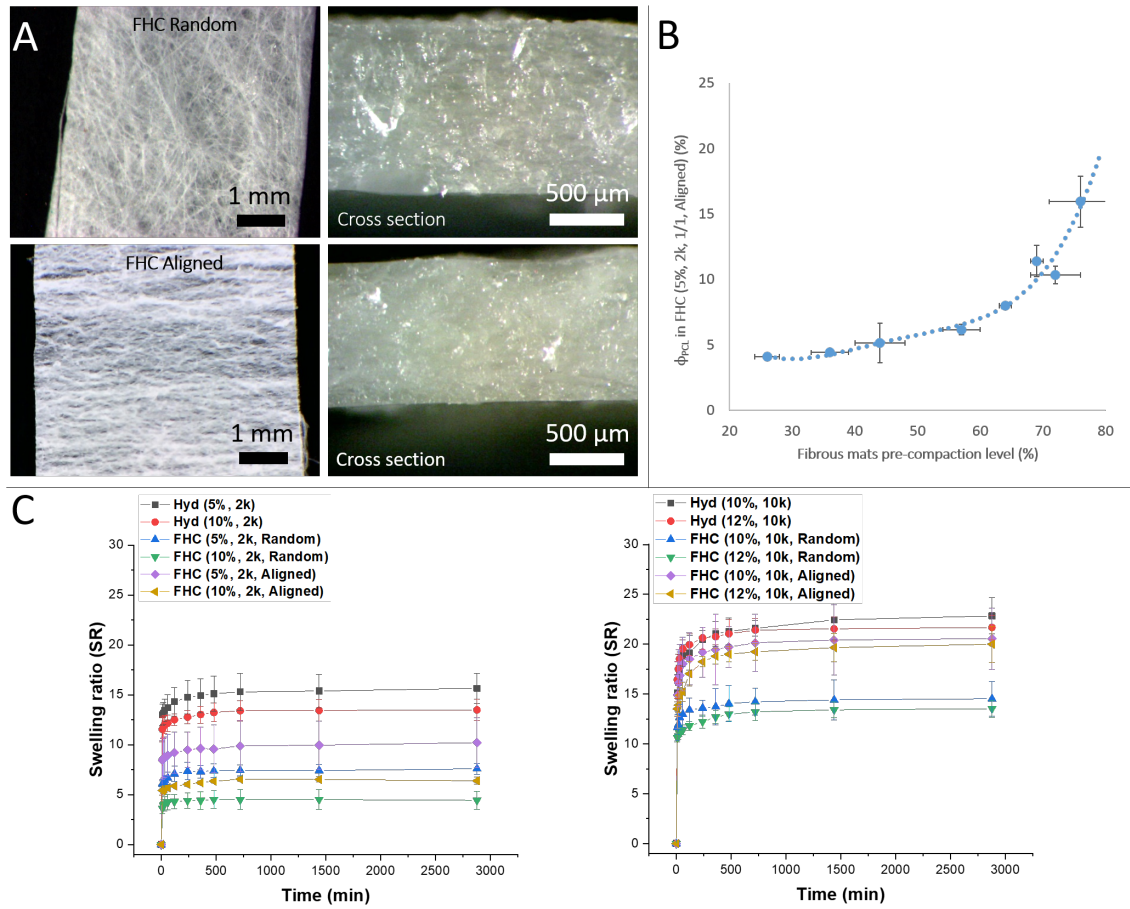 A
FHC Random
1 mm
500 µm
Cross section
FHC Aligned
1 mm
500 µm
Cross section
B
25
20
15
10
5
0
20 30 40 50 60 70 80
ϕPCL in FHC (5%, 2k, 1/1, Aligned) (%)
Fibrous mats pre-compaction level (%)
C
Hyd (5%, 2k)
Hyd (10%, 2k)
FHC (5%, 2k, Random)
FHC (10%, 2k, Random)
FHC (5%, 2k, Aligned)
FHC (10%, 2k, Aligned)
30
25
20
15
10
5
0
0 500 1000 1500 2000 2500 3000
Swelling ratio (SR)
Time (min)
Hyd (10%, 10k)
Hyd (12%, 10k)
FHC (10%, 10k, Random)
FHC (12%, 10k, Random)
FHC (10%, 10k, Aligned)
FHC (12%, 10k, Aligned)
30
25
20
15
10
5
0
0 500 1000 1500 2000 2500 3000
Swelling ratio (SR)
Time (min)